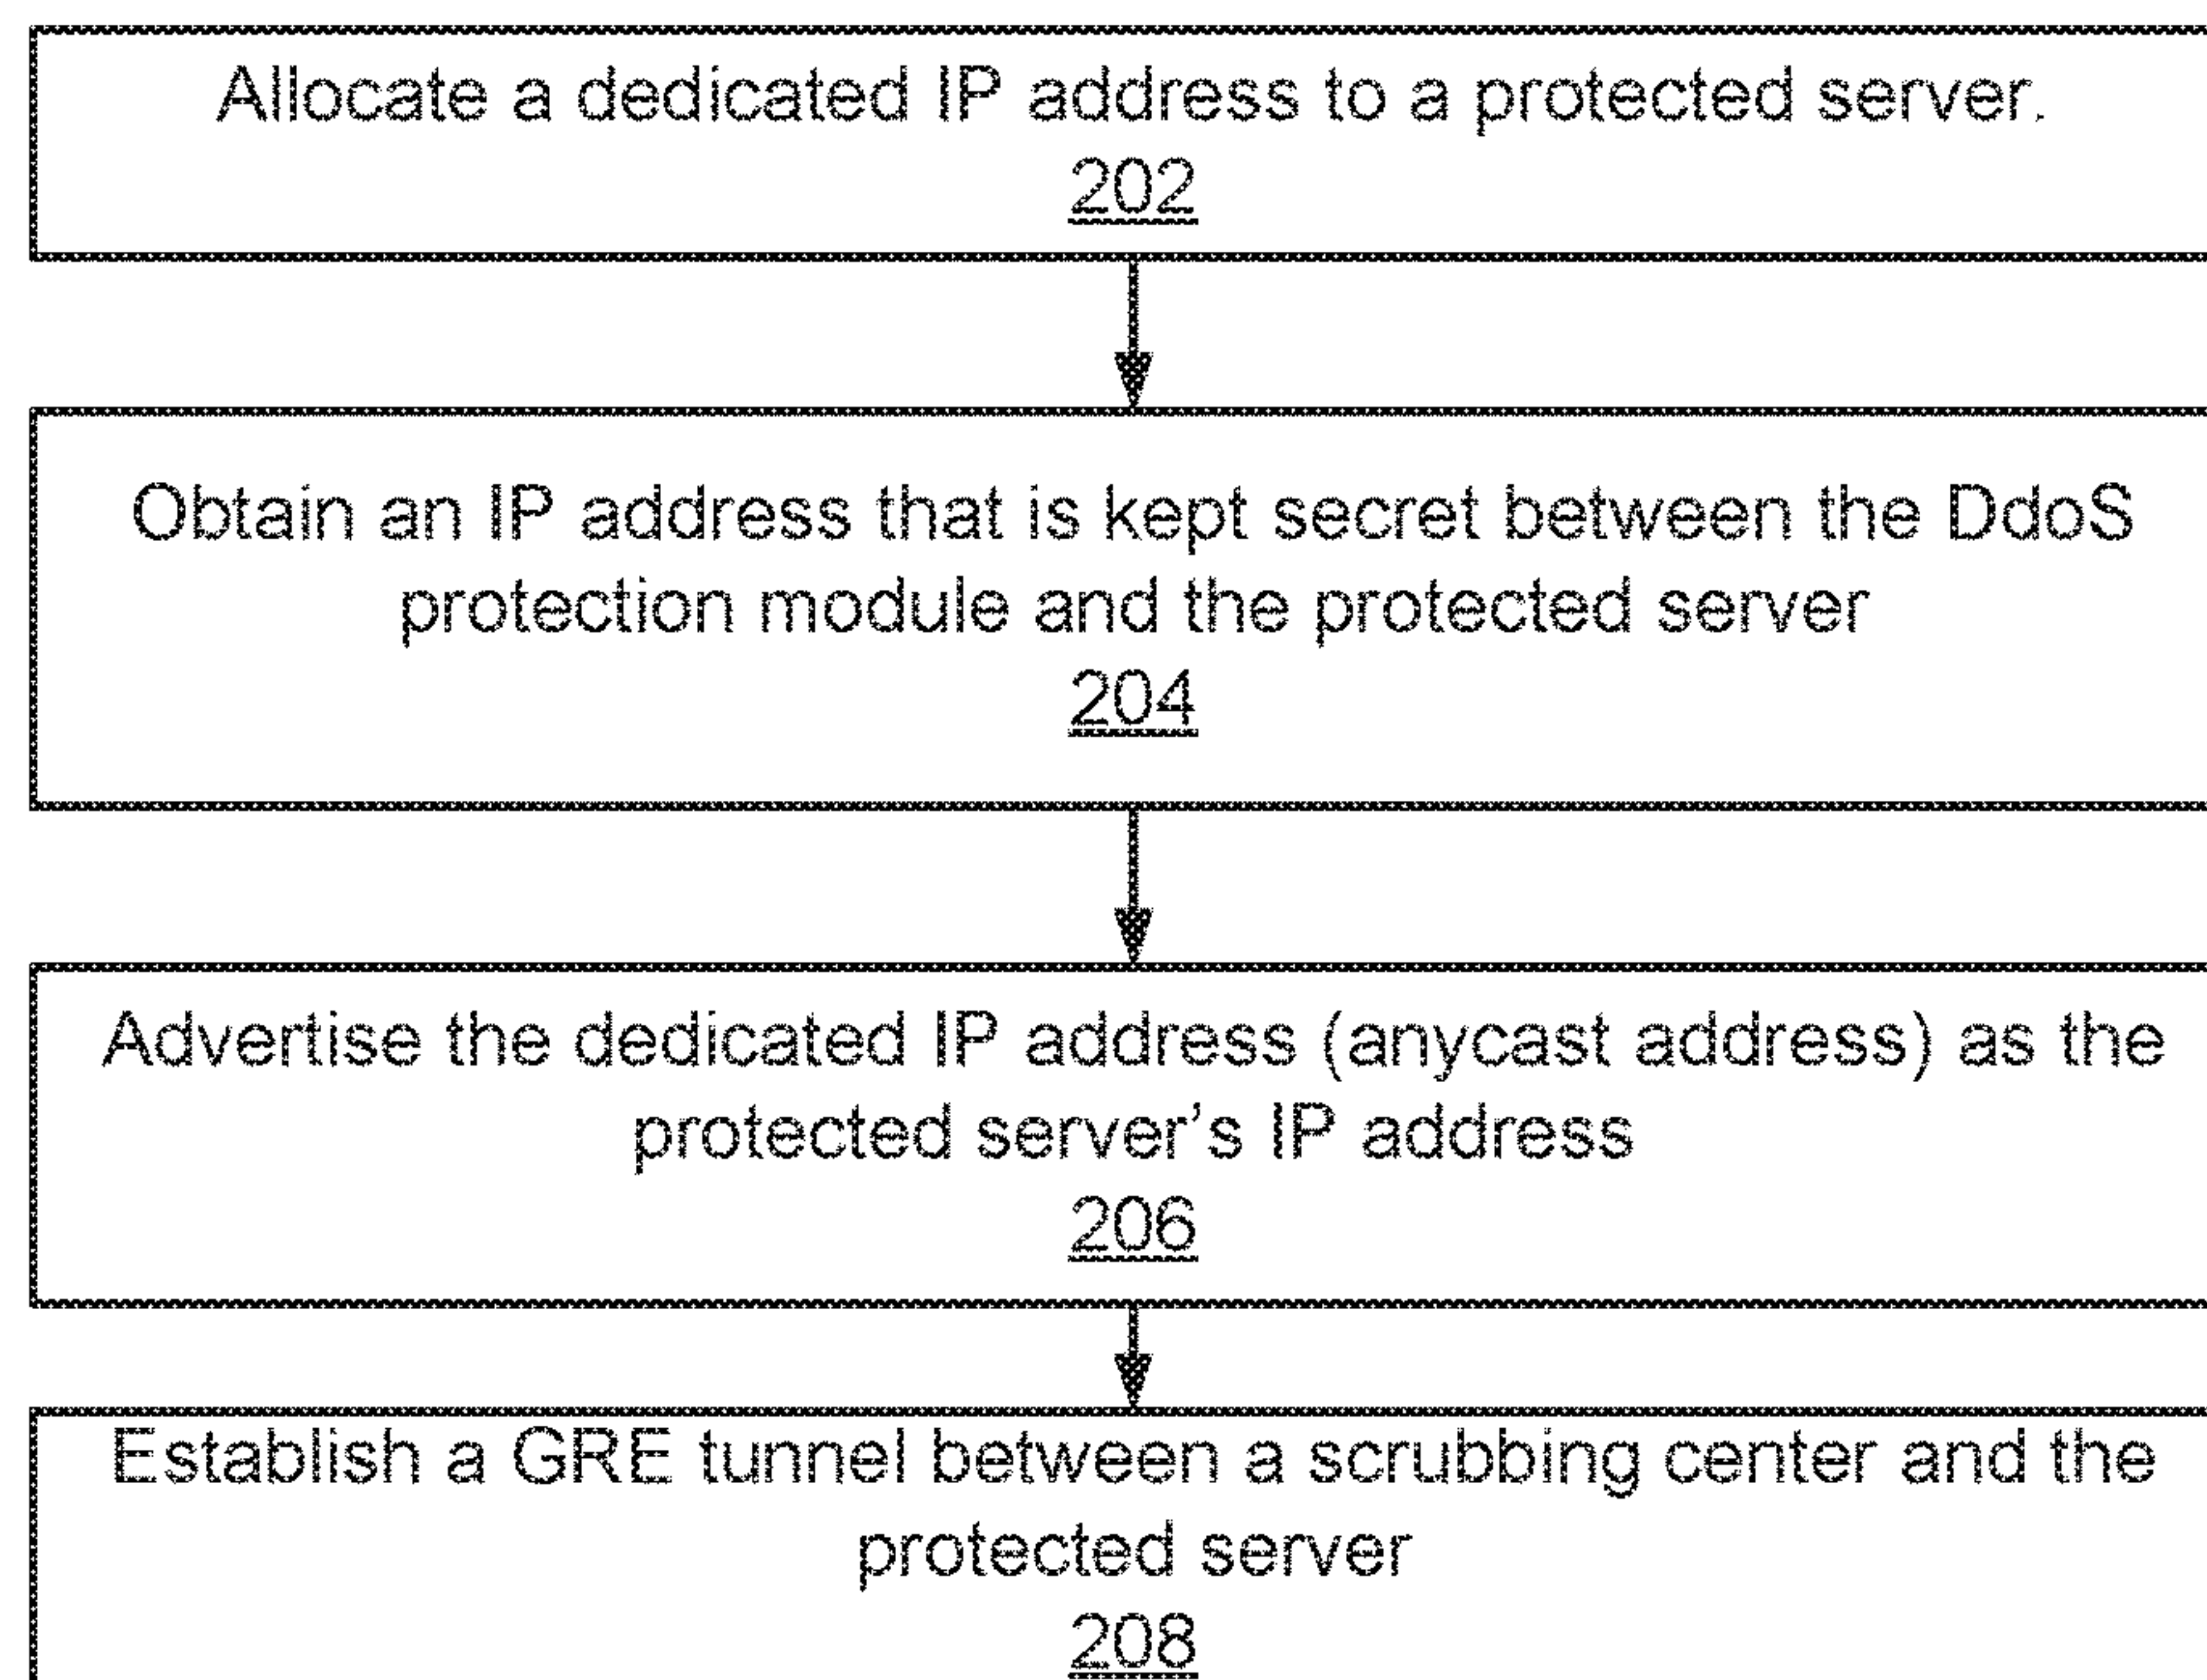 Allocate a dedicated IP address to a protected server.
202
Obtain an IP address that is kept secret between the DdoS
protection module and the protected server
204
Advertise the dedicated IP address (anycast address) as the
protected server's IP address
206
Establish a GRE tunnel between a scrubbing center and the
protected server
208